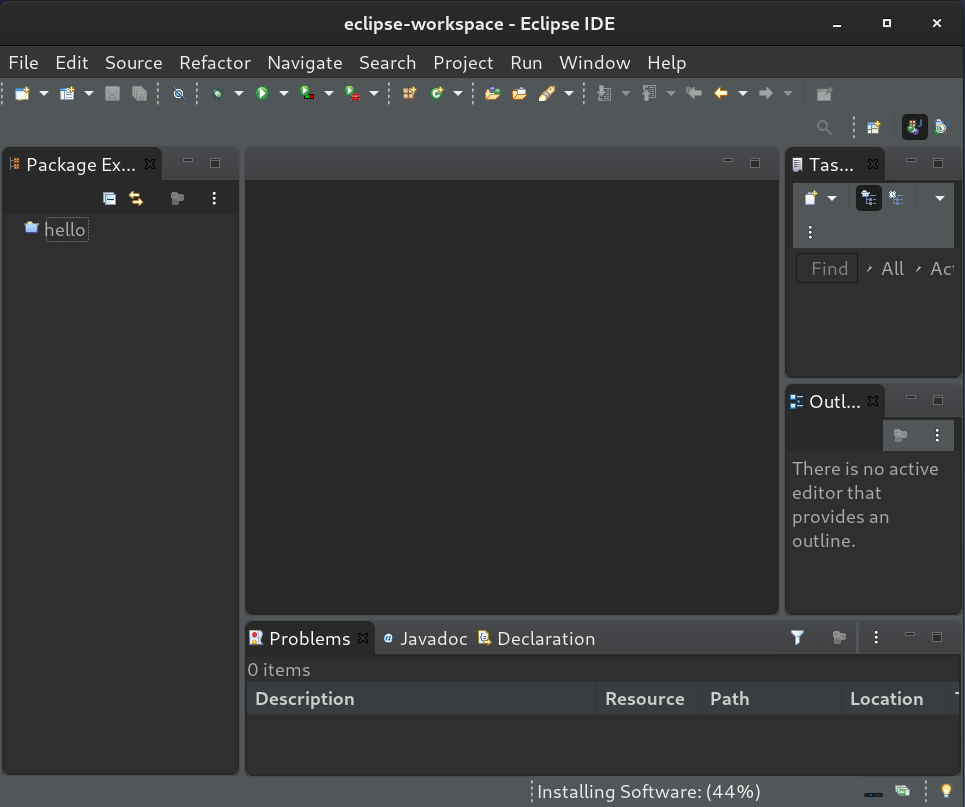 eclipse-workspace - Eclipse IDE
File Edit Source Refactor Navigate Search Project Run Window Help
Package Ex...
hello
Tas...
Find All Act
Outl...
There is no active
editor that
provides an
outline.
Problems @ Javadoc Declaration
0 items
Description Resource Path Location
Installing Software: (44%)